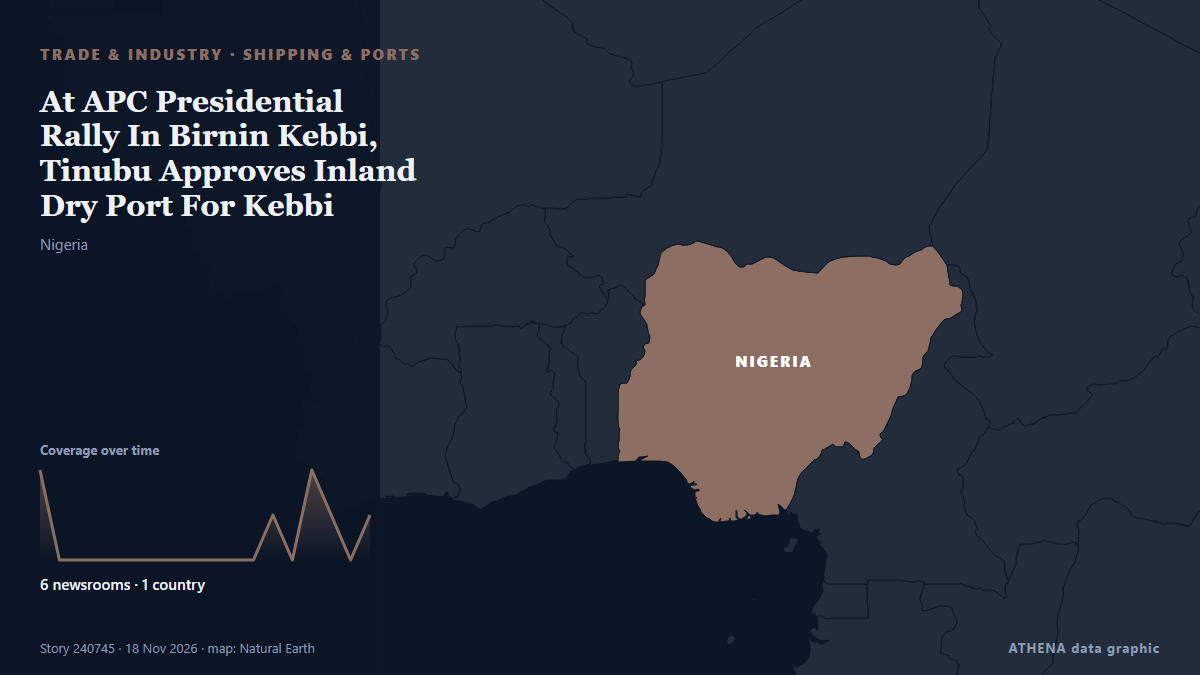 TRADE & INDUSTRY · SHIPPING & PORTS
At APC Presidential
Rally In Birnin Kebbi,
Tinubu Approves Inland
Dry Port For Kebbi
Nigeria
NIGERIA
Coverage over time
6 newsrooms · 1 country
Story 240745 · 18 Nov 2026 · map: Natural Earth
ATHENA data graphic